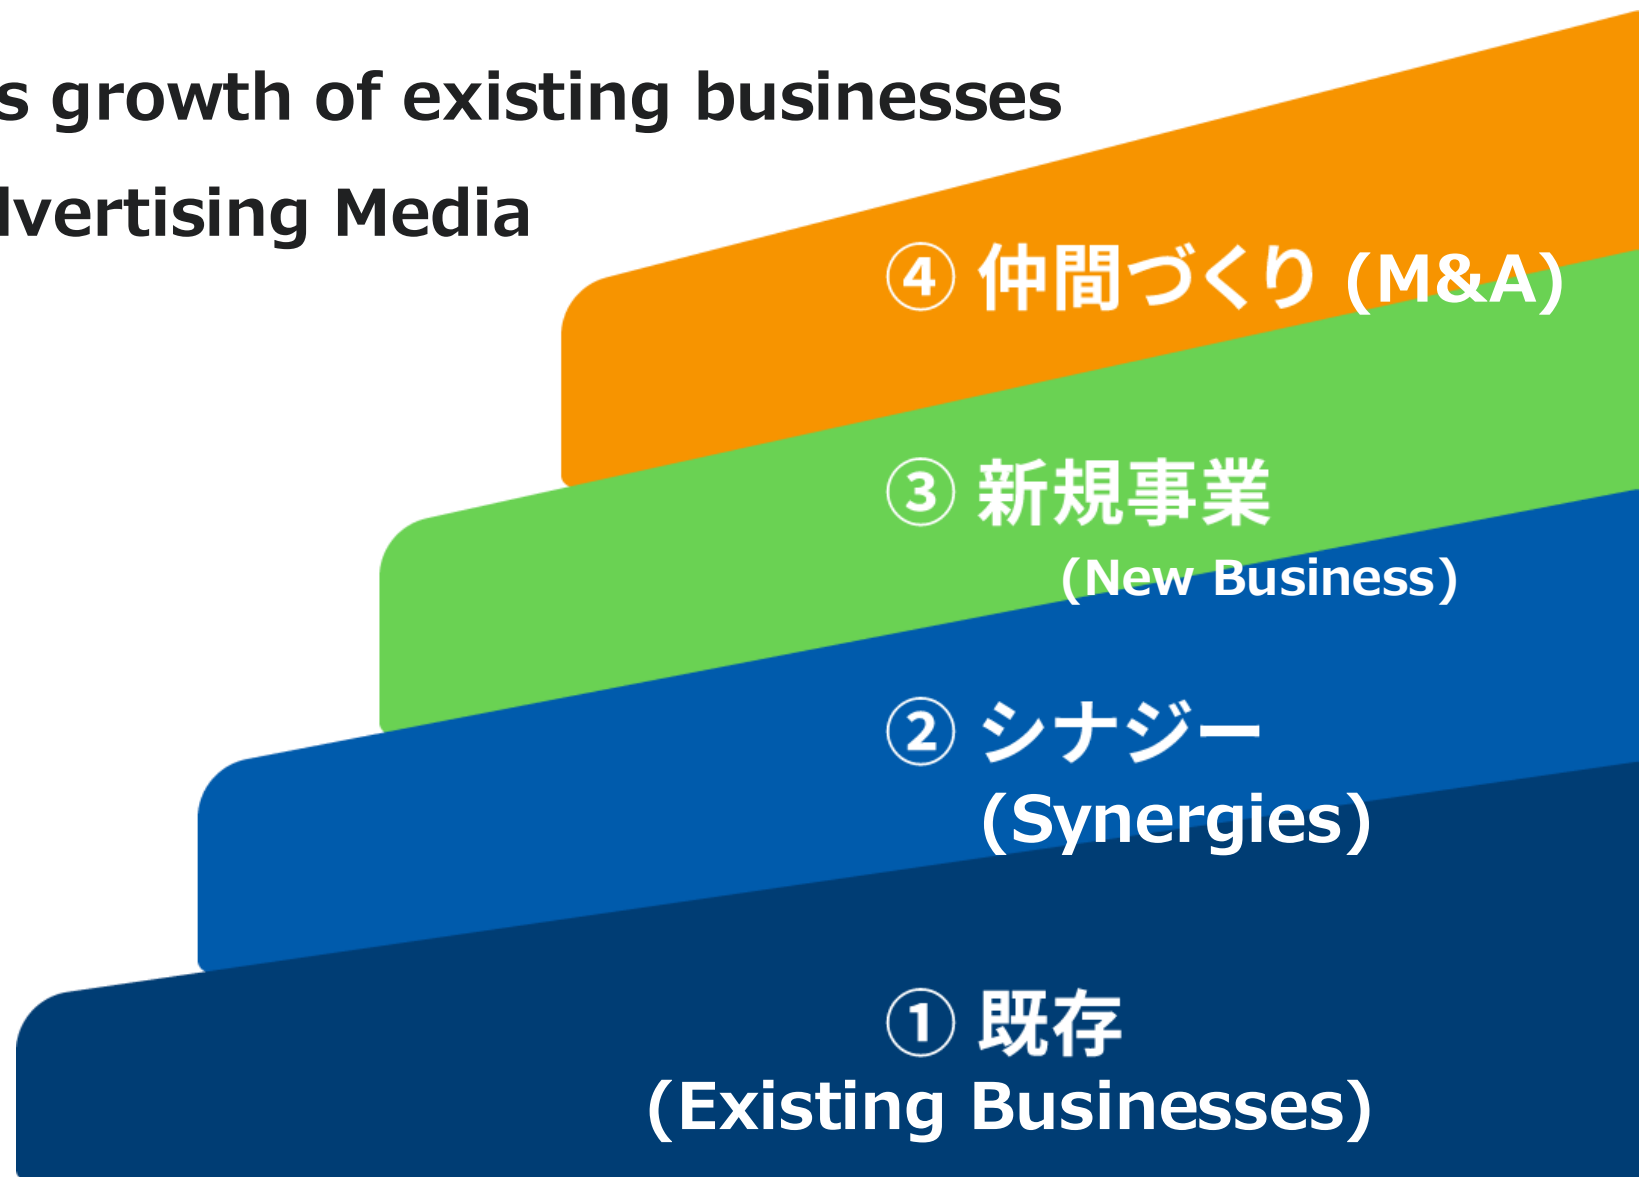 s growth of existing businesses
dvertising Media
④ 仲間づくり (M&A)
③ 新規事業
(New Business)
② シナジー
(Synergies)
① 既存
(Existing Businesses)